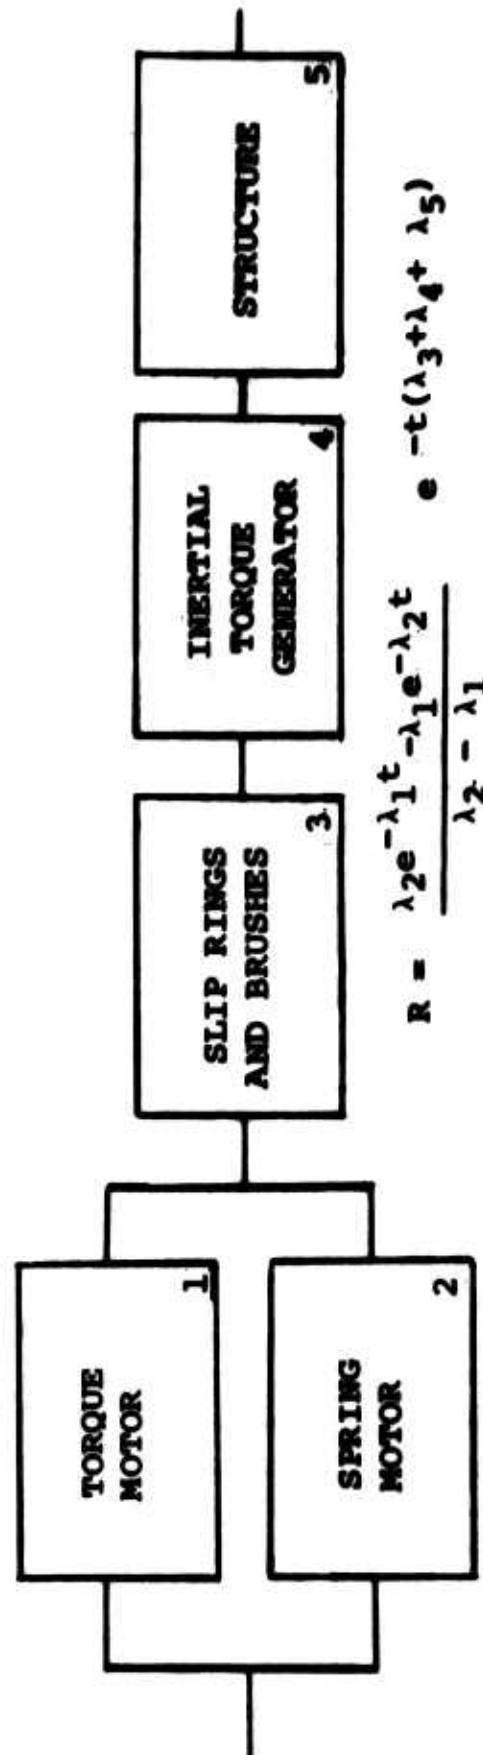 TORQUE
MOTOR
1
SPRING
MOTOR
2
SLIP RINGS
AND BRUSHES
3
INERTIAL
TORQUE
GENERATOR
4
STRUCTURE
5
R = λ₂e^-λ₁t -λ₁e^-λ₂t e -t(λ₃+λ₄+ λ₅)
λ₂ - λ₁